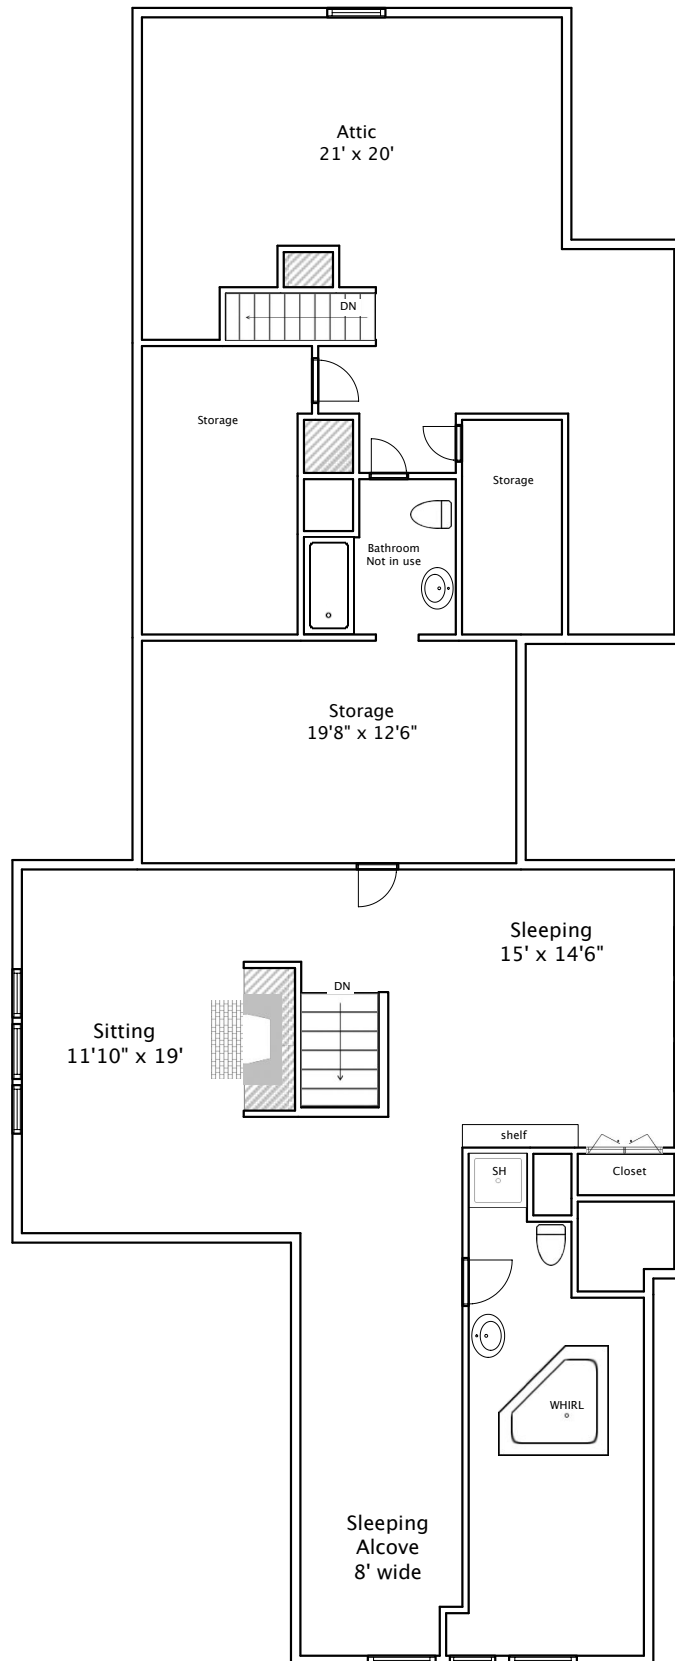 Attic
21' x 20'
DN
Storage
Storage
Bathroom
Not in use
Storage
19'8" x 12'6"
Sleeping
15' x 14'6"
DN
Sitting
11'10" x 19'
shelf
SH
Closet
WHIRL
Sleeping
Alcove
8' wide